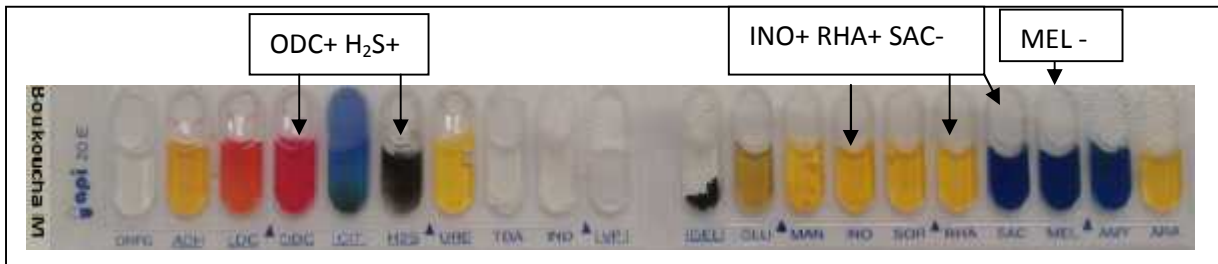 ODC+ H₂S+
INO+ RHA+ SAC-
MEL -
Boukoucha M
api 20 E
ONPG ADH LDC ODC |CIT| H2S URE TDA IND |VP|
|GEL| GLU MAN INO SOR RHA SAC MEL AMY ARA